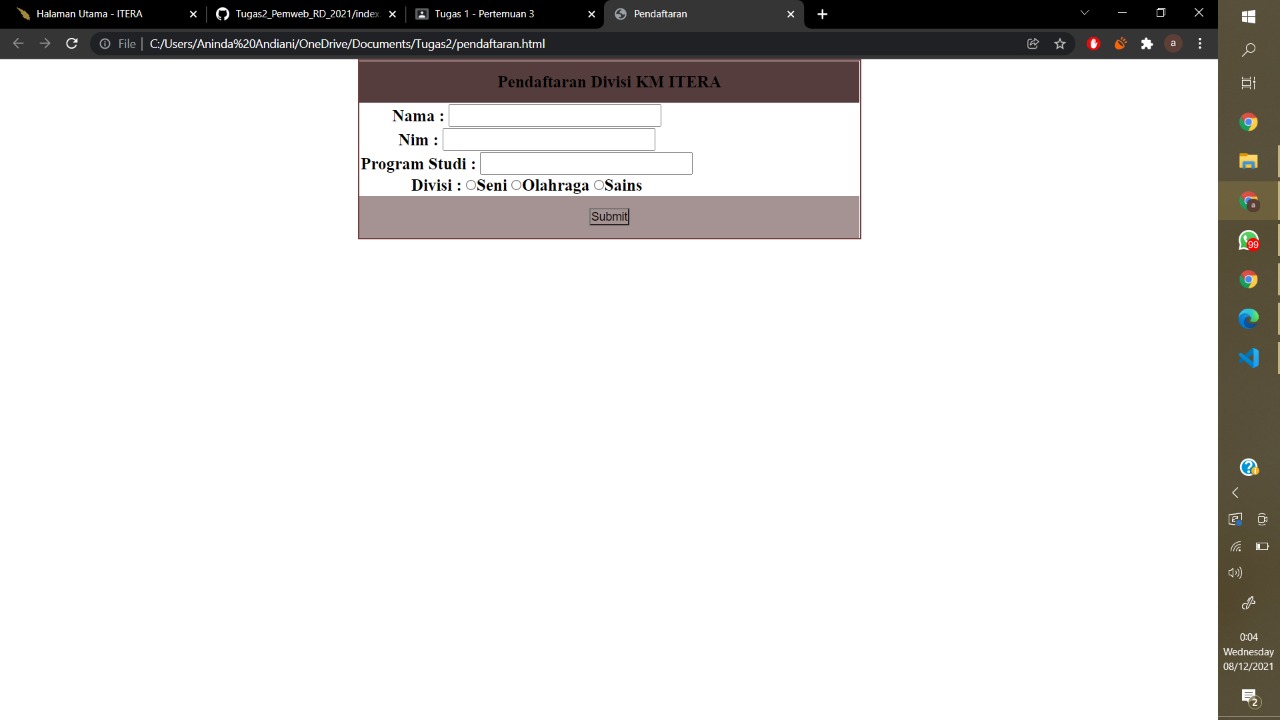 Halaman Utama - ITERA
Tugas2_Pemweb_RD_2021/index.
Tugas 1 - Pertemuan 3
Pendaftaran
File | C:/Users/Aninda%20Andiani/OneDrive/Documents/Tugas2/pendaftaran.html
a
Pendaftaran Divisi KM ITERA
Nama :
Nim :
Program Studi :
Divisi : Seni Olahraga Sains
Submit
a
99
0:04
Wednesday
08/12/2021
2